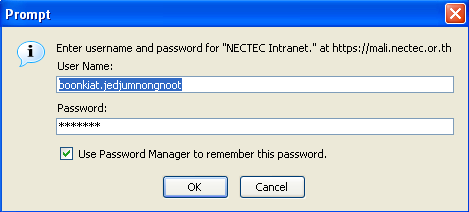 Prompt
Enter username and password for "NECTEC Intranet." at https://mali.nectec.or.th
User Name:
boonkiat.jedjumnongnoot
Password:
*******
Use Password Manager to remember this password.
OK Cancel